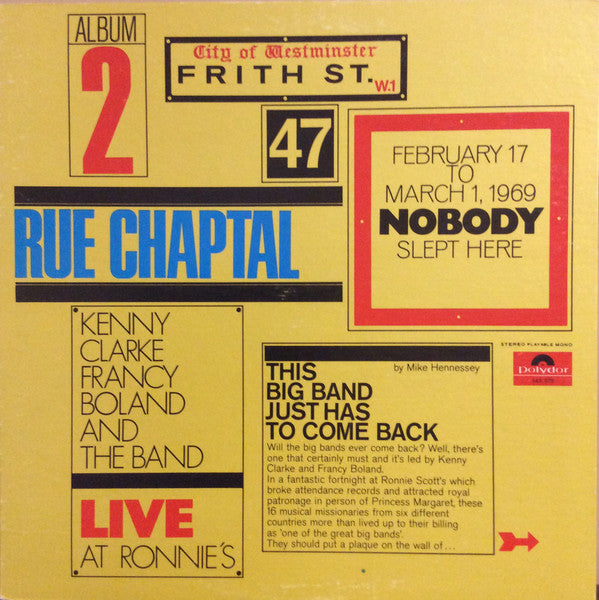 ALBUM
2
City of Westminster
FRITH ST. W.1
47
FEBRUARY 17
TO
MARCH 1, 1969
NOBODY
SLEPT HERE
RUE CHAPTAL
KENNY
CLARKE
FRANCY
BOLAND
AND
THE BAND
LIVE
AT RONNIE'S
STEREO PLAYABLE MONO
Polydor
THIS
by Mike Hennessey
BIG BAND
JUST HAS
TO COME BACK
Will the big bands ever come back? Well, there's
one that certainly must and it's led by Kenny
Clarke and Francy Boland.
In a fantastic fortnight at Ronnie Scott's which
broke attendance records and attracted royal
patronage in person of Princess Margaret, these
16 musical missionaries from six different
countries more than lived up to their billing
as 'one of the great big bands'.
They should put a plaque on the wall of...